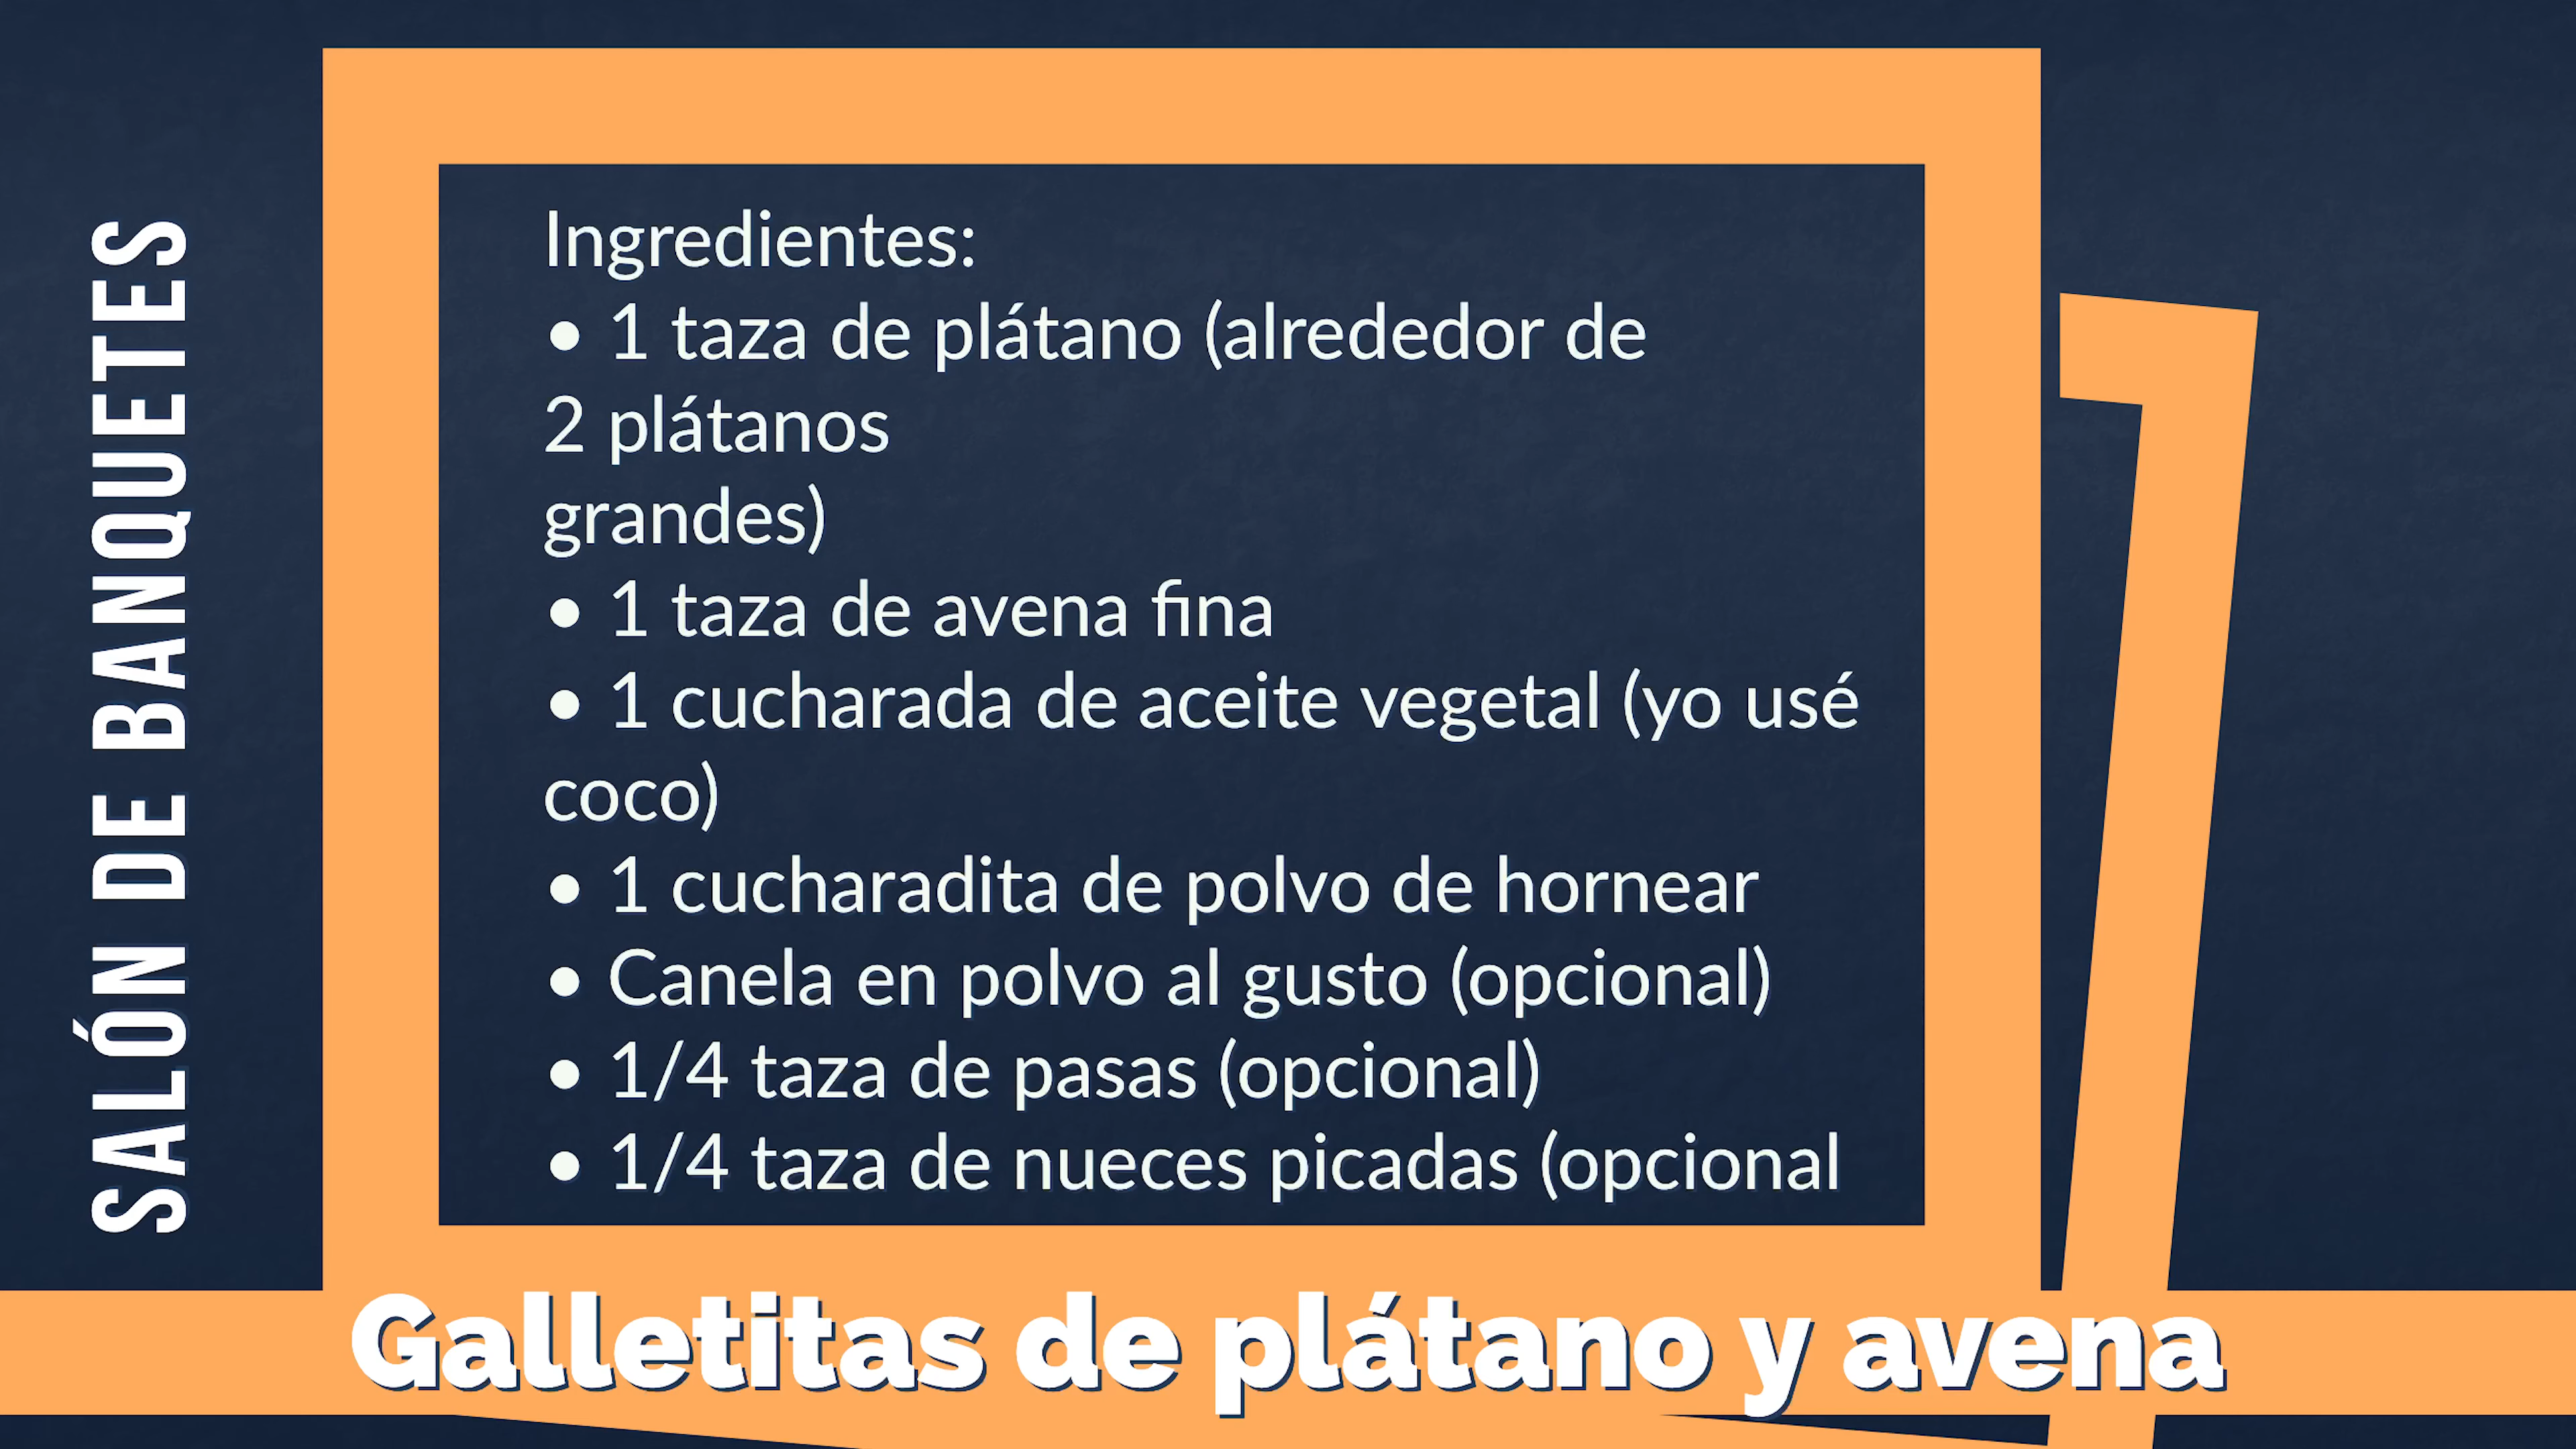 SALÓN DE BANQUETES
Ingredientes:
• 1 taza de plátano (alrededor de
2 plátanos
grandes)
• 1 taza de avena fina
• 1 cucharada de aceite vegetal (yo usé
coco)
• 1 cucharadita de polvo de hornear
• Canela en polvo al gusto (opcional)
• 1/4 taza de pasas (opcional)
• 1/4 taza de nueces picadas (opcional
Galletitas de plátano y avena